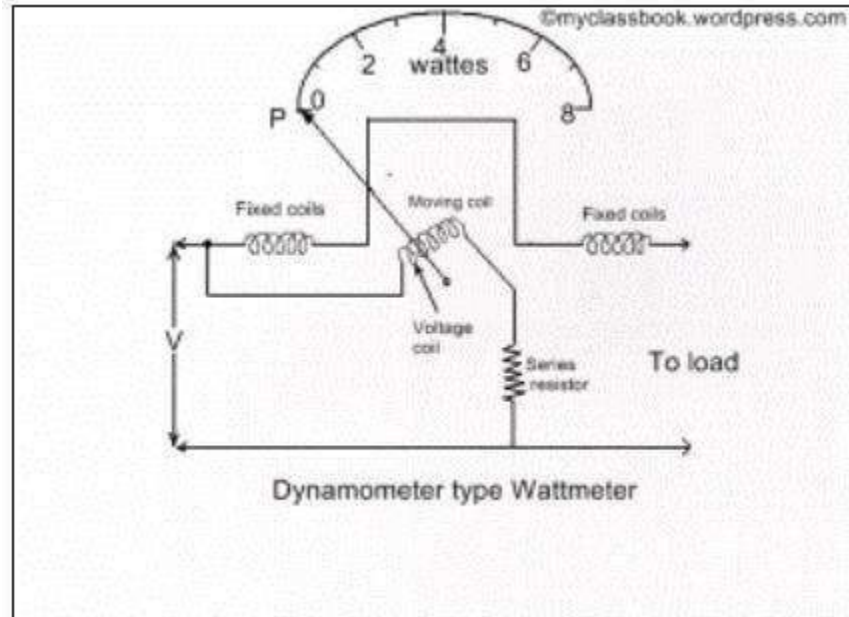 ©myclassbook.wordpress.com
4
2
6
wattes
0
8
P
Moving coil
Fixed coils
Fixed coils
V
Voltage
coil
Series
resistor
To load
Dynamometer type Wattmeter